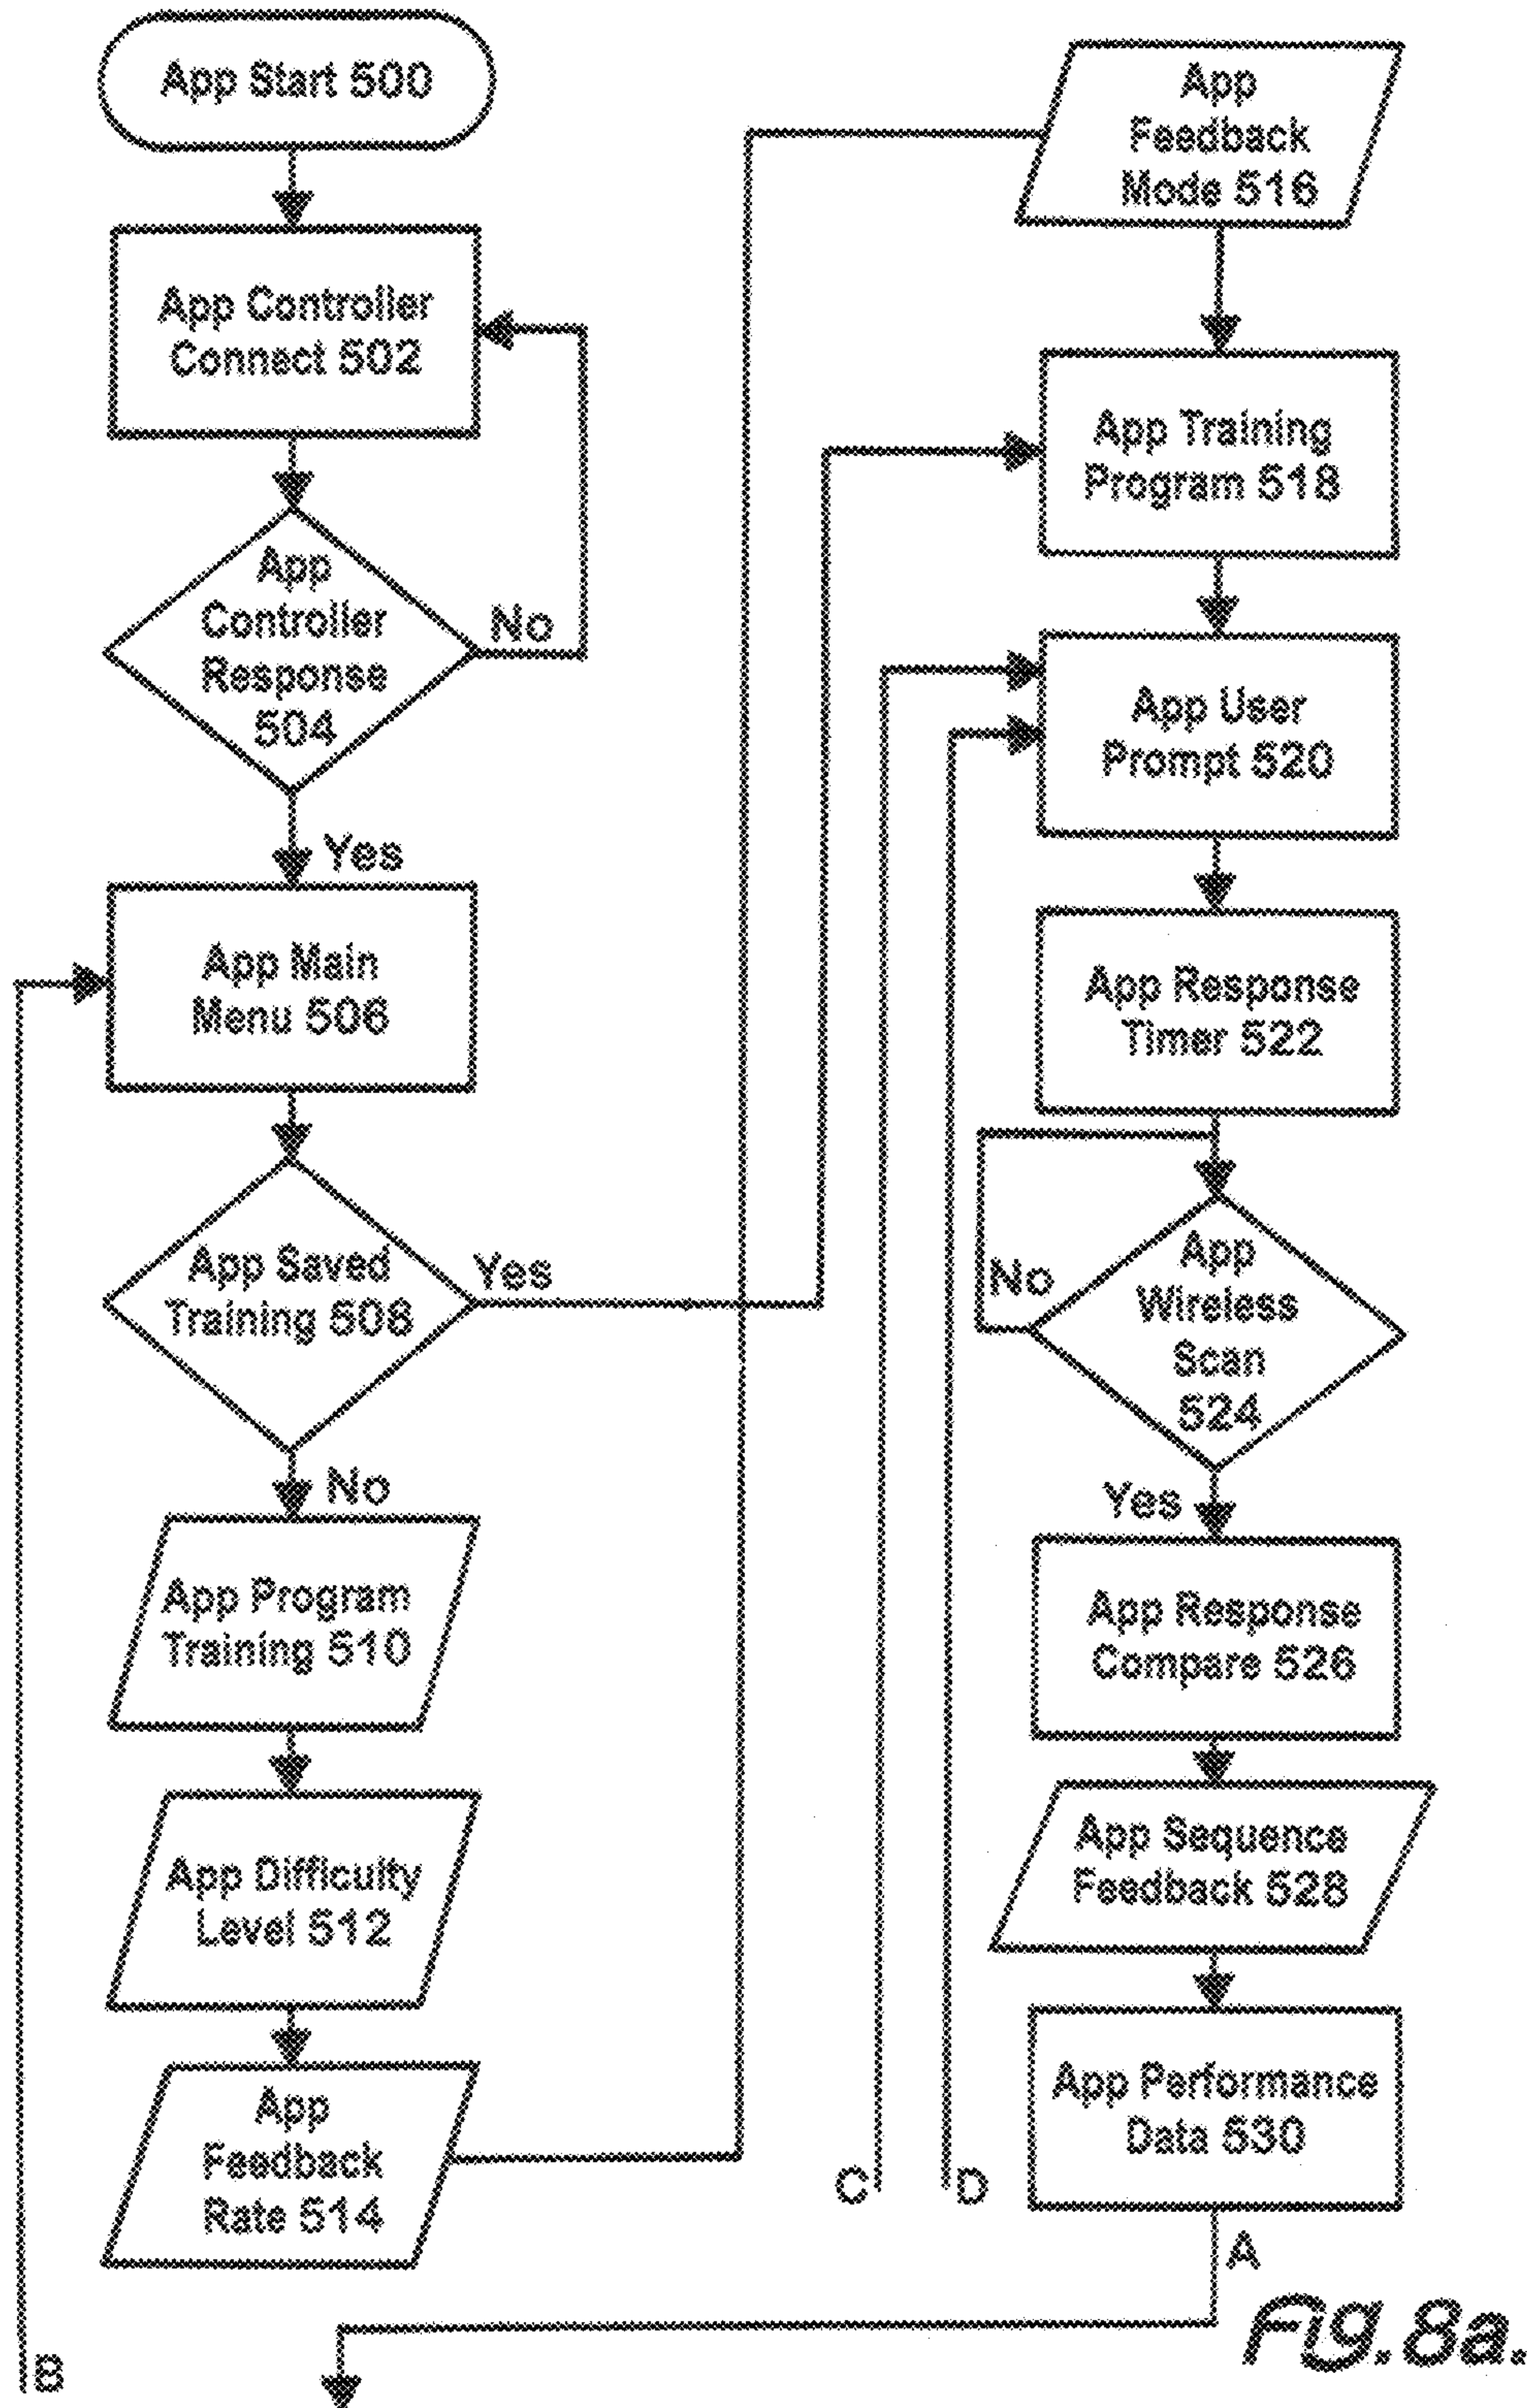 App Start 500
App Controller
Connect 502
App
Controller
Response
504
No
Yes
App Main
Menu 506
App Saved
Training 508
Yes
No
App Program
Training 510
App Difficulty
Level 512
App
Feedback
Rate 514
B
App
Feedback
Mode 516
App Training
Program 518
App User
Prompt 520
App Response
Timer 522
App
Wireless
Scan
524
No
Yes
App Response
Compare 526
App Sequence
Feedback 528
App Performance
Data 530
C
D
A
Fig. 8a.